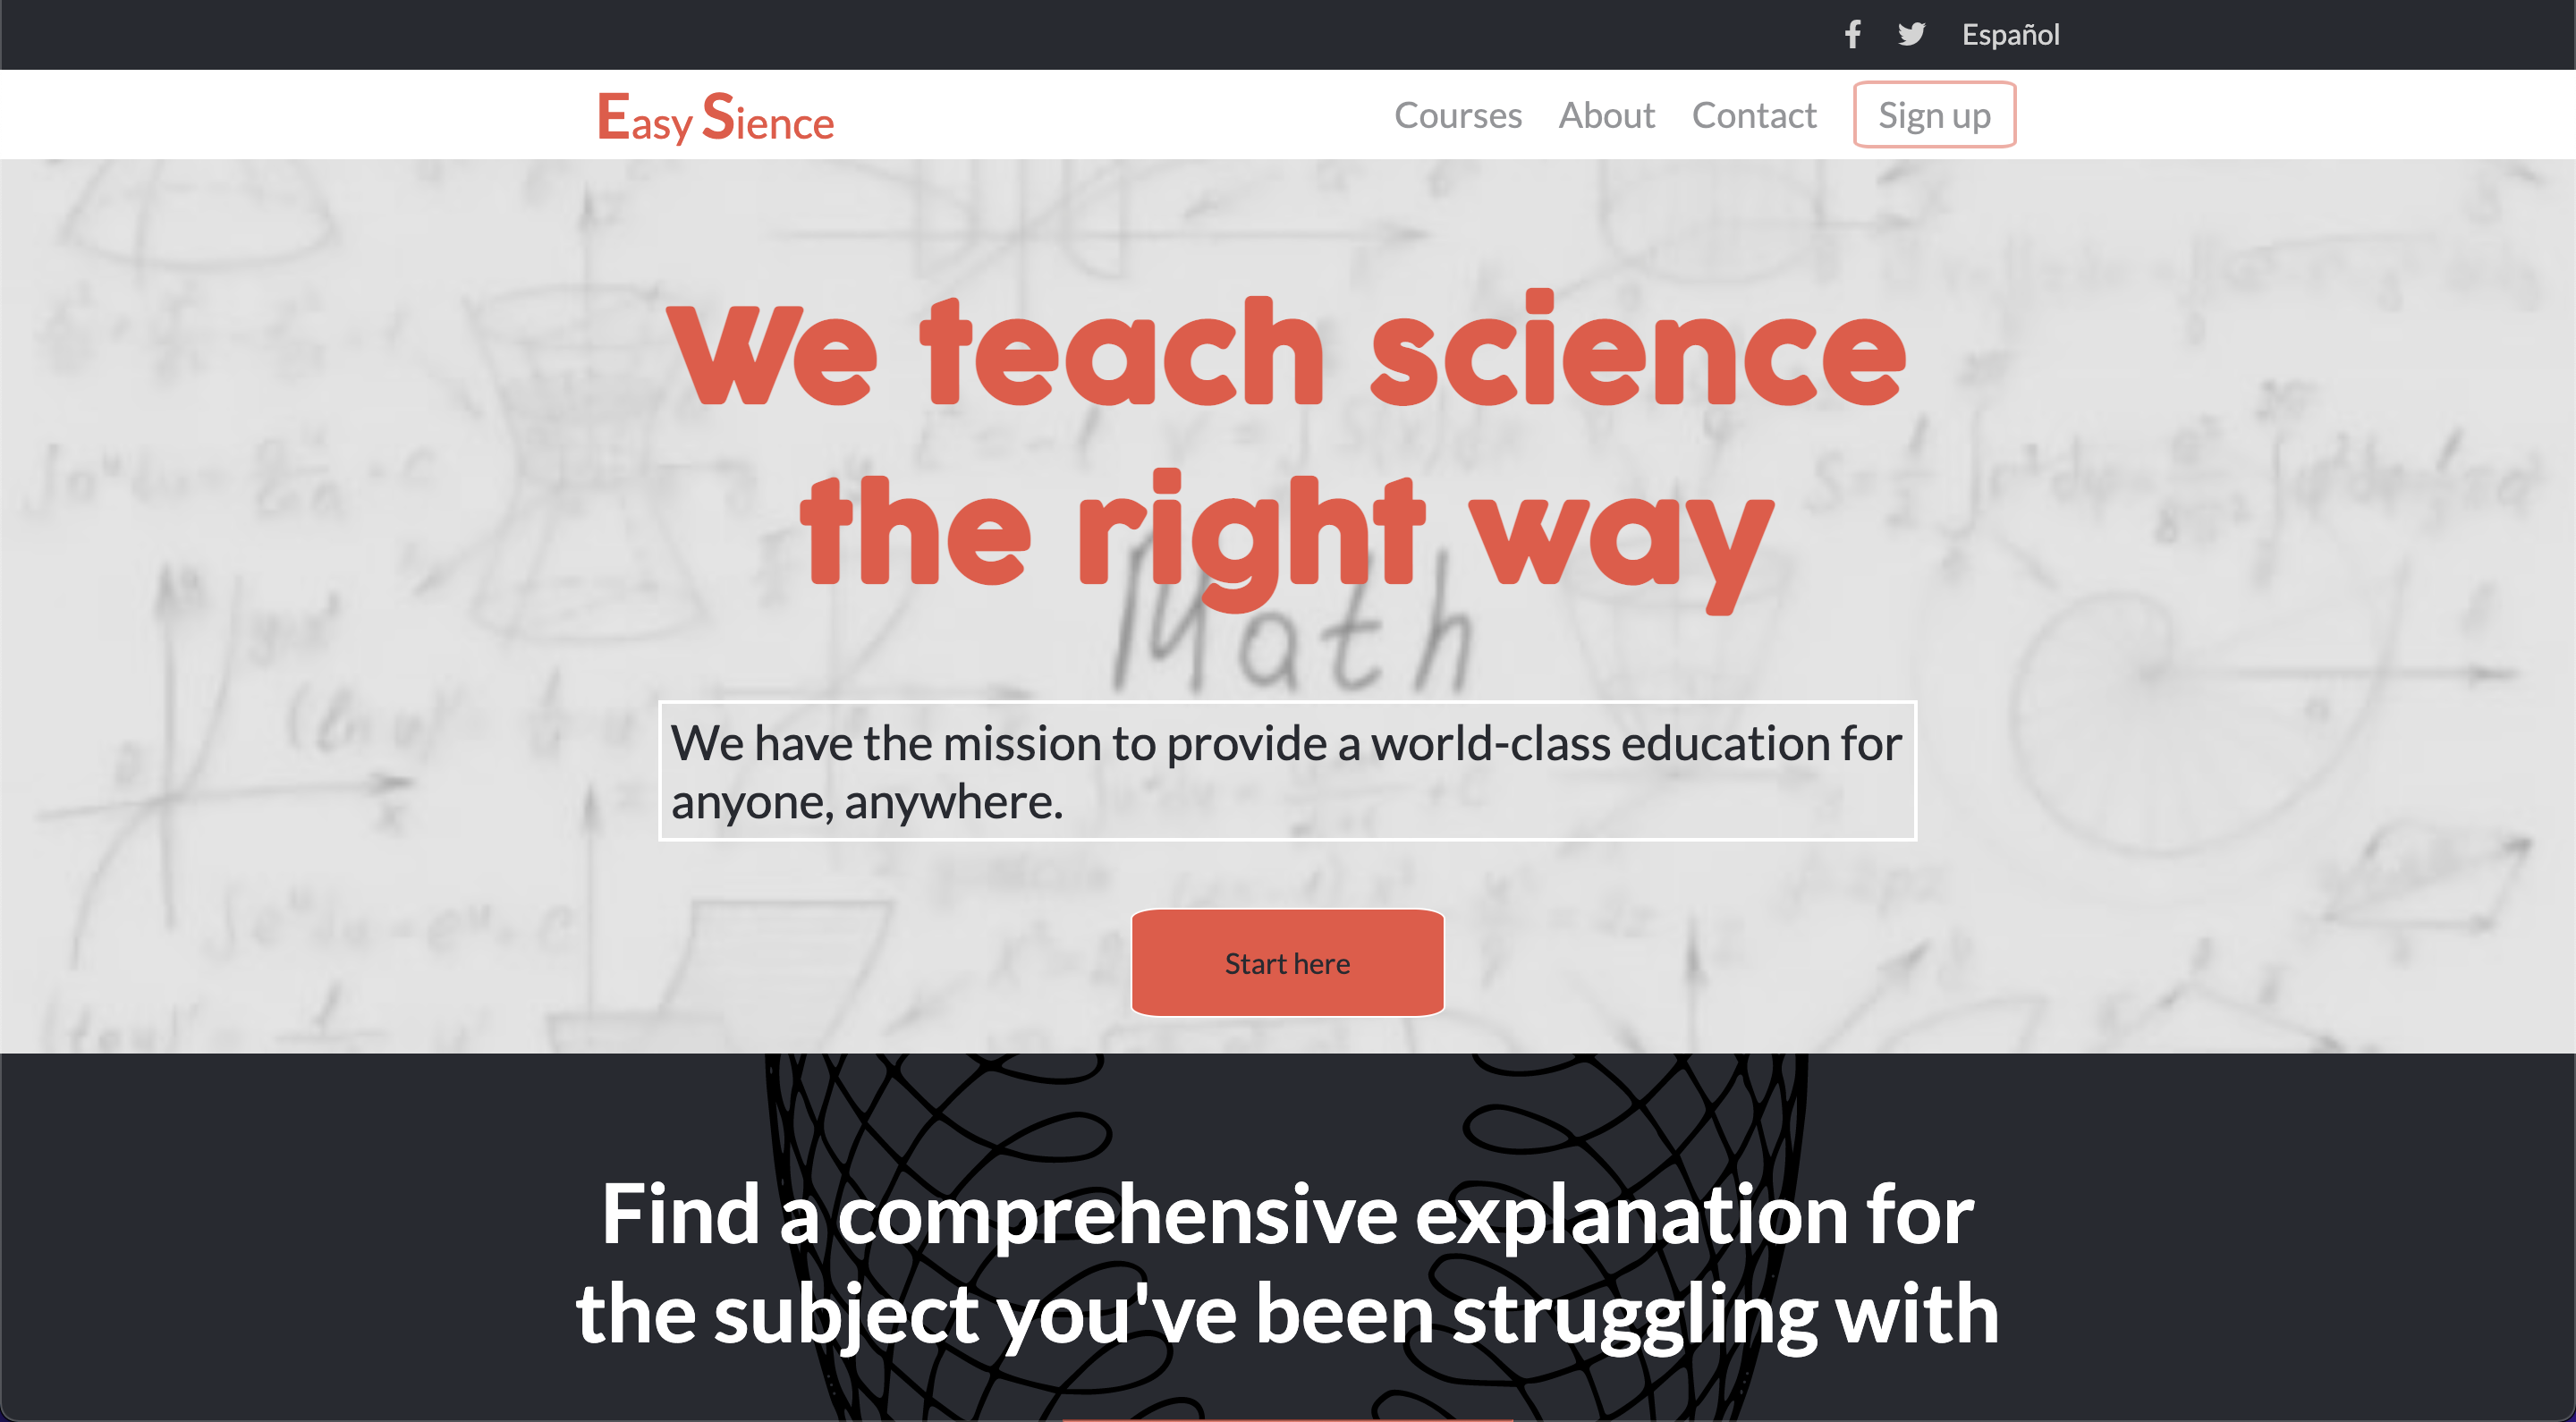 Español
Easy Sience
Courses About Contact Sign up
We teach science
the right way
Math
We have the mission to provide a world-class education for
anyone, anywhere.
Start here
Find a comprehensive explanation for
the subject you've been struggling with